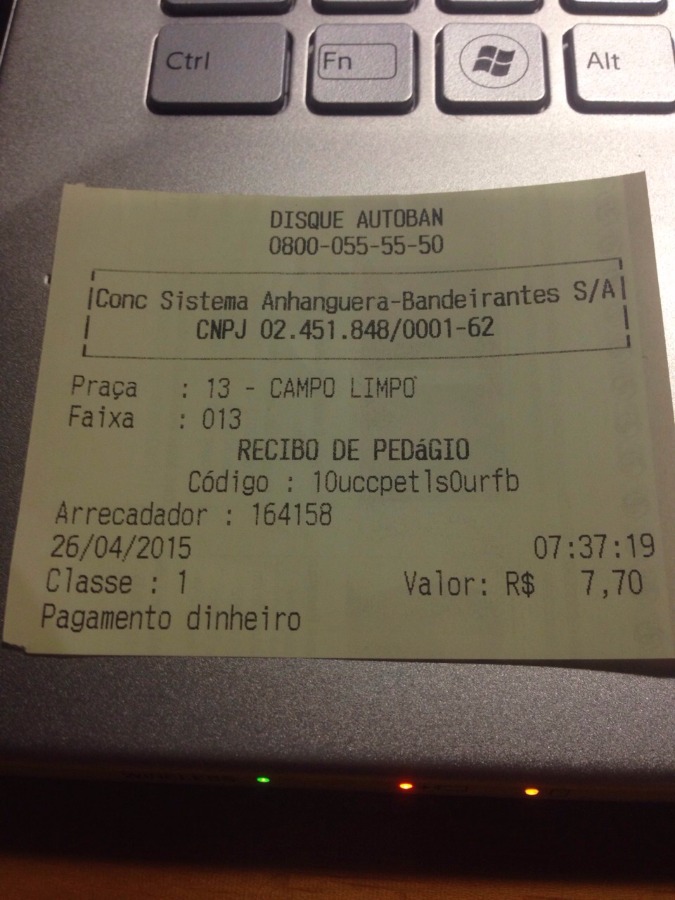 Ctrl
Fn
Alt
DISQUE AUTOBAN
0800-055-55-50
Conc Sistema Anhanguera-Bandeirantes S/A
CNPJ 02.451.848/0001-62
Praça : 13 - CAMPO LIMPO
Faixa : 013
RECIBO DE PEDáGIO
Código : 10uccpetls0urfb
Arrecadador : 164158
26/04/2015 07:37:19
Classe : 1 Valor: R$ 7,70
Pagamento dinheiro